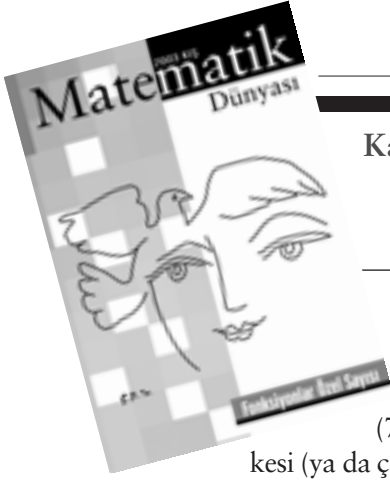 2003 KIŞ
Matematik
Dünyası
Ka
Fonksiyonlar Özel Sayısı
(7
kesi (ya da ç